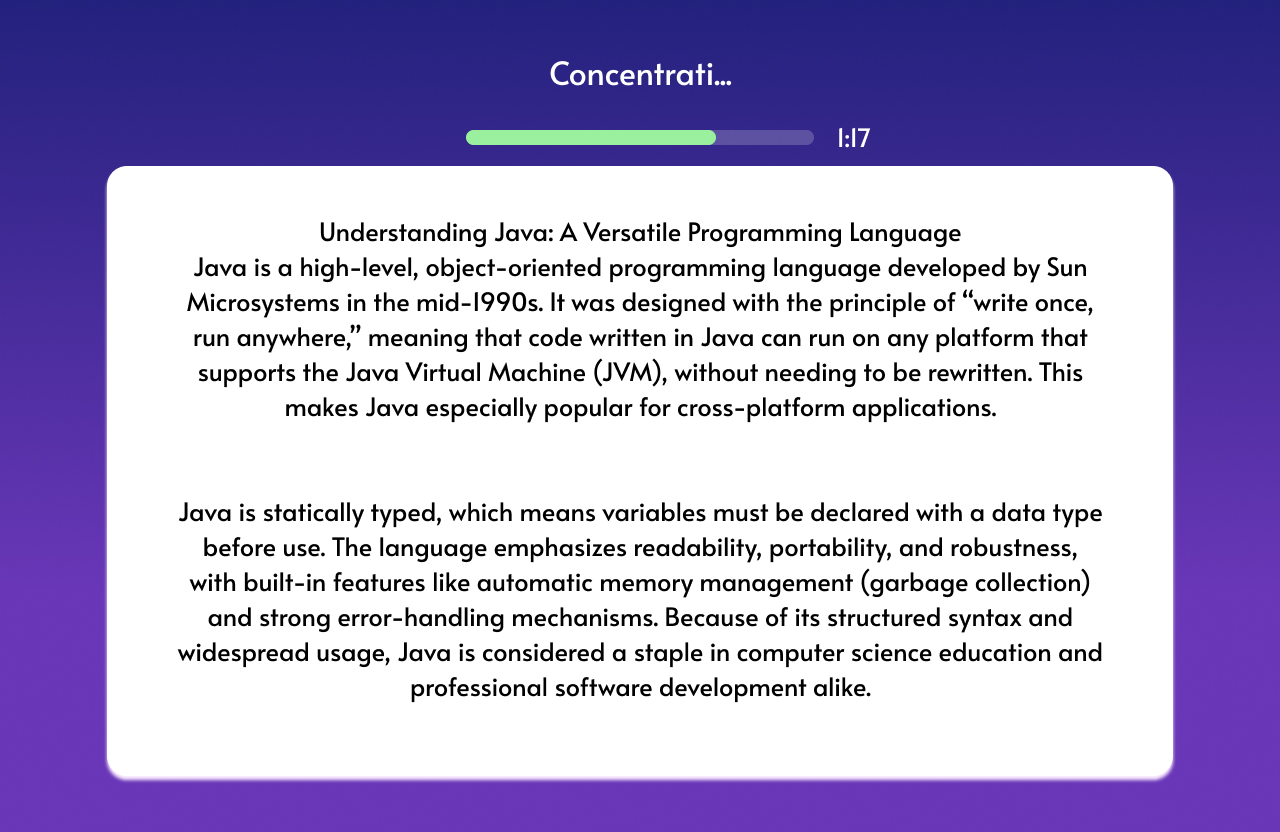 Concentrati...
1:17
Understanding Java: A Versatile Programming Language
Java is a high-level, object-oriented programming language developed by Sun
Microsystems in the mid-1990s. It was designed with the principle of “write once,
run anywhere,” meaning that code written in Java can run on any platform that
supports the Java Virtual Machine (JVM), without needing to be rewritten. This
makes Java especially popular for cross-platform applications.
Java is statically typed, which means variables must be declared with a data type
before use. The language emphasizes readability, portability, and robustness,
with built-in features like automatic memory management (garbage collection)
and strong error-handling mechanisms. Because of its structured syntax and
widespread usage, Java is considered a staple in computer science education and
professional software development alike.